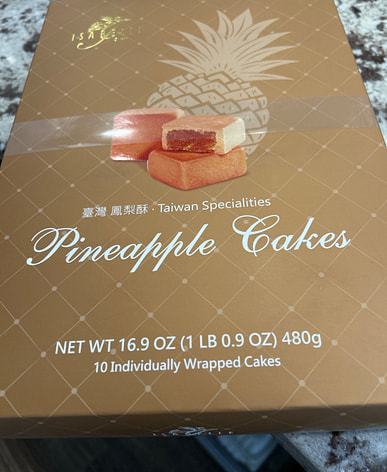 臺灣 鳳梨酥 · Taiwan Specialities
Pineapple Cakes
NET WT 16.9 OZ (1 LB 0.9 OZ) 480g
10 Individually Wrapped Cakes